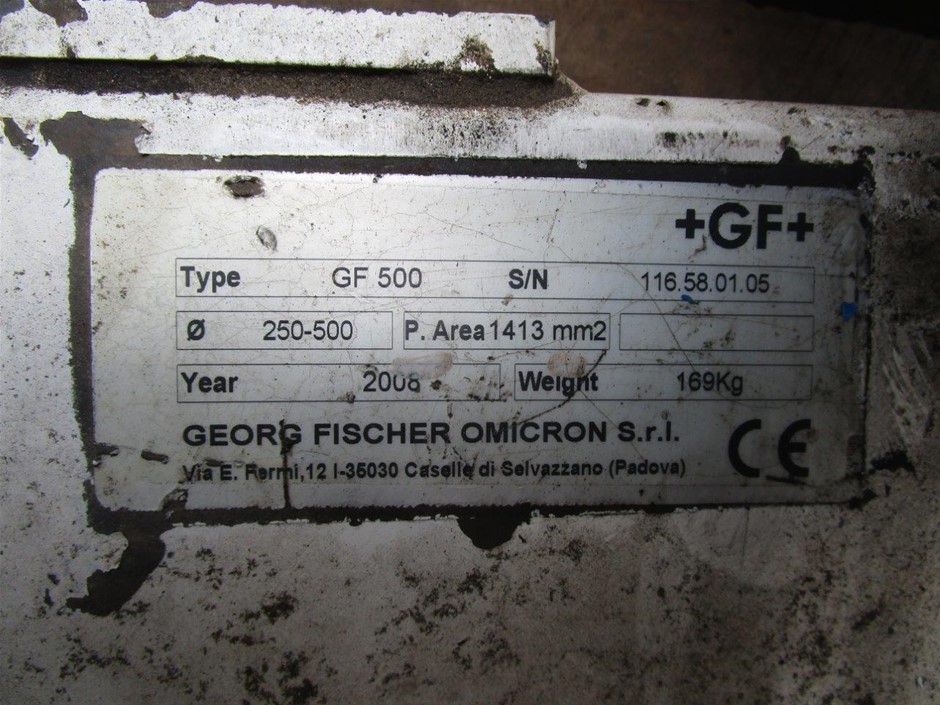 +GF+
Type GF 500 S/N 116.58.01.05
Ø 250-500 P. Area 1413 mm2
Year 2008 Weight 169Kg
GEORG FISCHER OMICRON S.r.l.
Via E. Fermi,12 I-35030 Caselle di Selvazzano (Padova)
CE